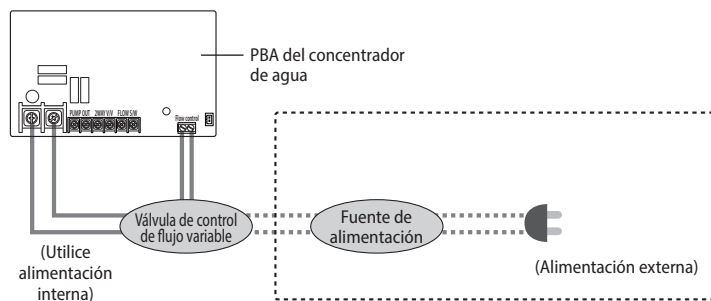 PBA del concentrador
de agua
PUMP OUT 2WAY V/V FLOW S/W
Flow control
Válvula de control
de flujo variable
Fuente de
alimentación
(Utilice
alimentación
interna)
(Alimentación externa)